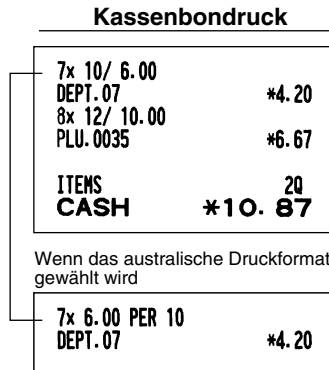 Kassenbondruck
7x 10/ 6.00
DEPT.07 *4.20
8x 12/ 10.00
PLU.0035 *6.67
ITEMS 2Q
CASH *10.87
Wenn das australische Druckformat
gewählt wird
7x 6.00 PER 10
DEPT.07 *4.20